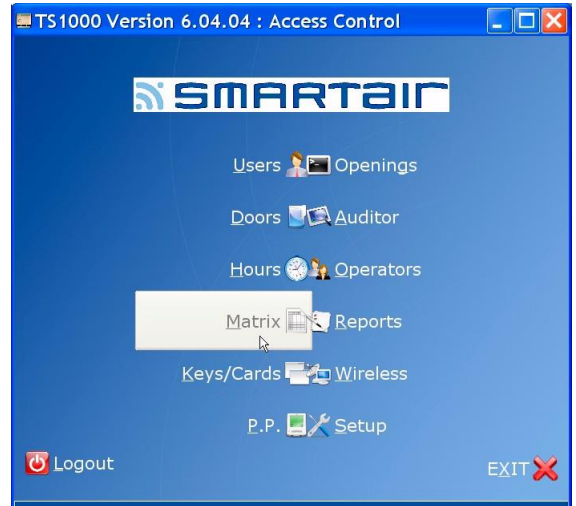 TS1000 Version 6.04.04 : Access Control
SMARTair
Users Openings
Doors Auditor
Hours Operators
Matrix Reports
Keys/Cards Wireless
P.P. Setup
Logout
EXIT